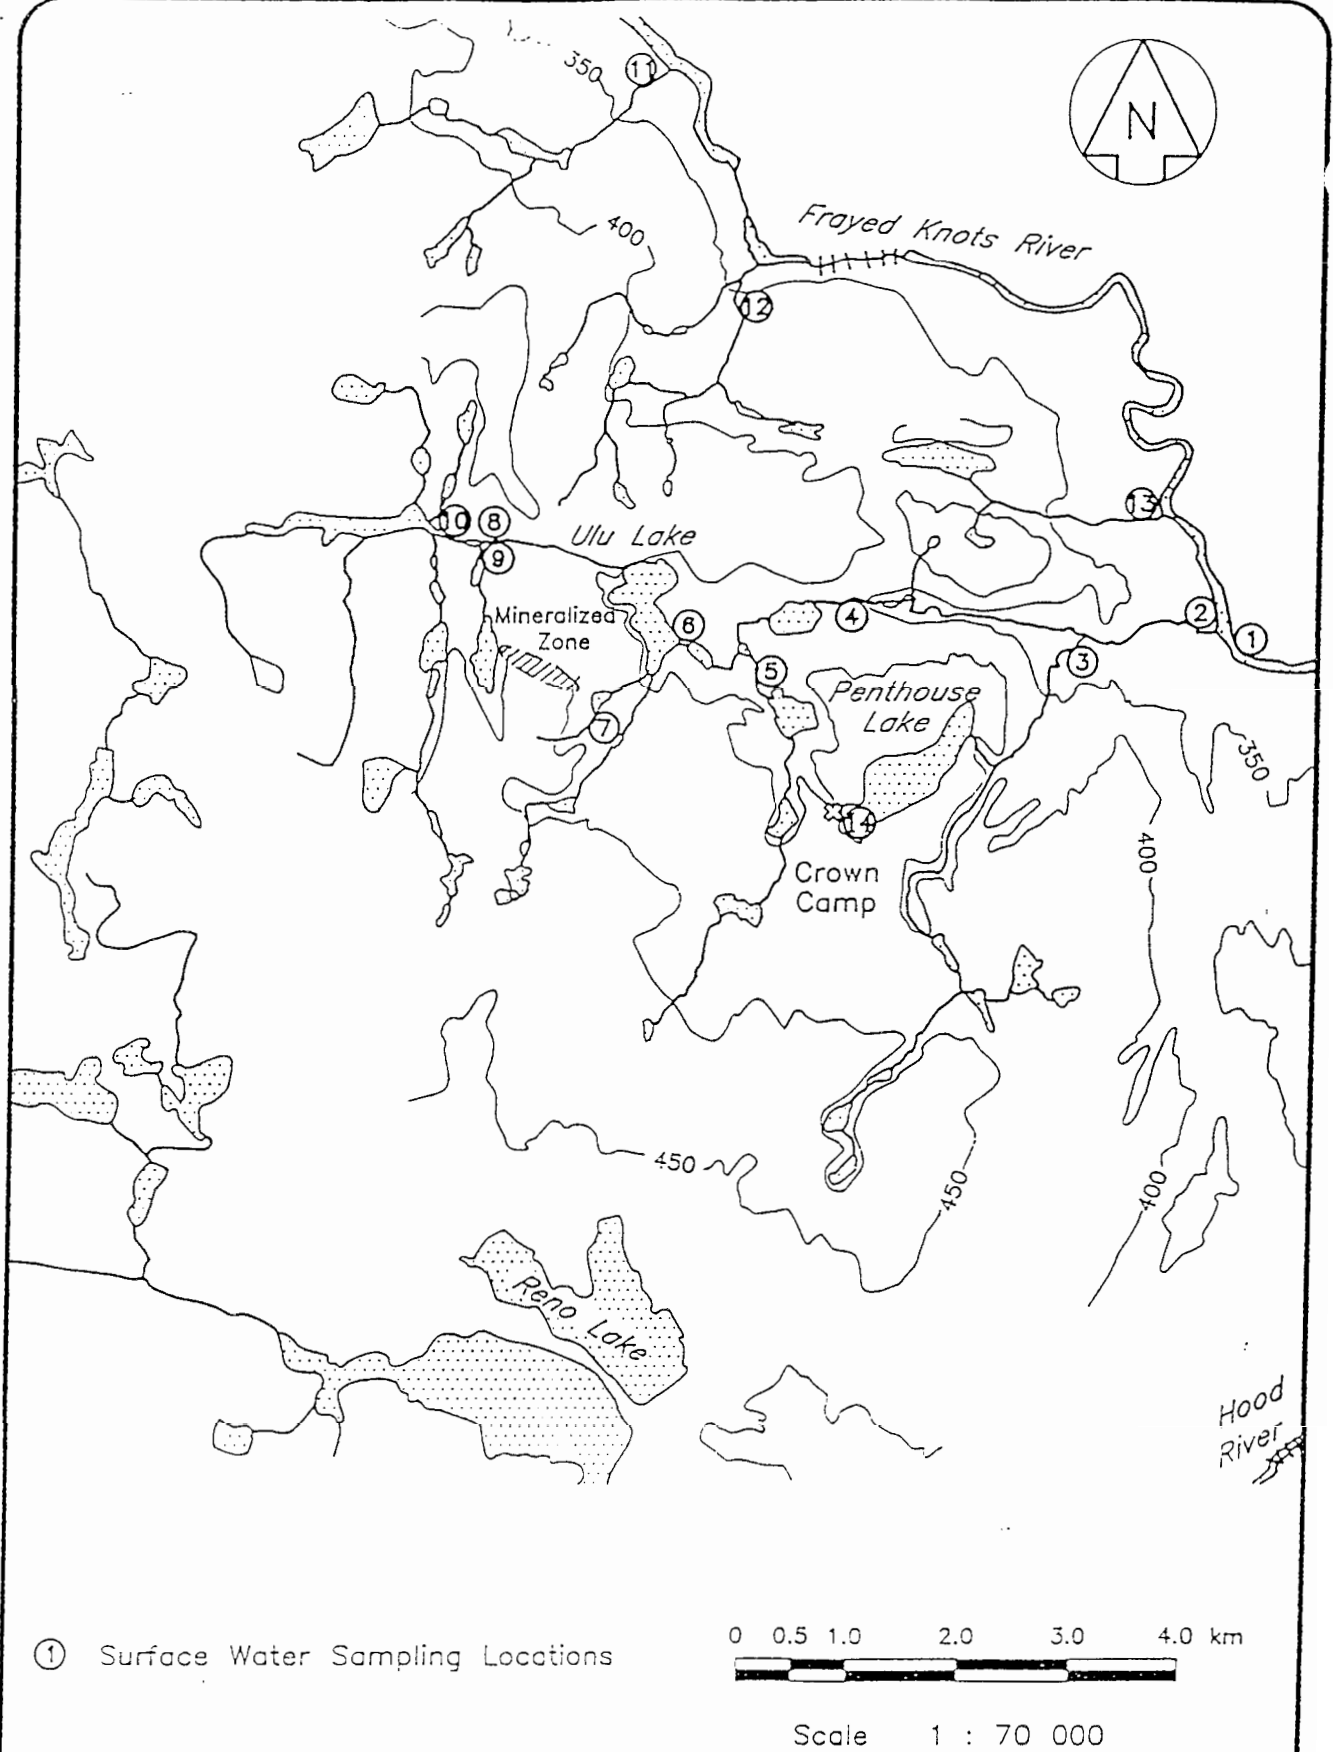 350
11
N
400
Frayed Knots River
12
13
10
8
Ulu Lake
9
Mineralized
Zone
6
4
2
1
3
5
Penthouse
Lake
7
350
14
400
Crown
Camp
450
450
400
Reno Lake
Hood
River
1 Surface Water Sampling Locations
0 0.5 1.0 2.0 3.0 4.0 km
Scale 1 : 70 000